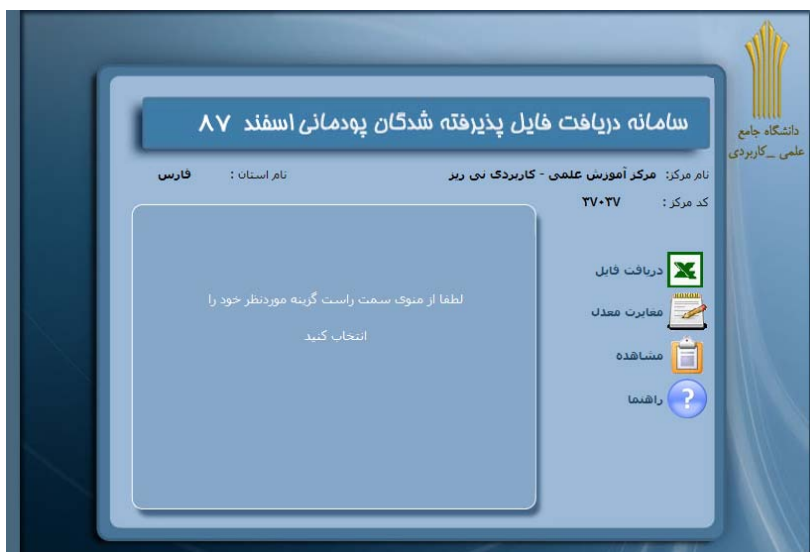 دانشگاه جامع
علمی _کاربردی
سامانه دریافت فایل پذیرفته شدگان پودمانی اسفند ۸۷
نام مرکز: مرکز آموزش علمی - کاربردی نی ریز نام استان : فارس
کد مرکز : ۳۷۰۳۷
دریافت فایل
مغایرت معدل
مشاهده
راهنما
لطفا از منوی سمت راست گزینه موردنظر خود را
انتخاب کنید